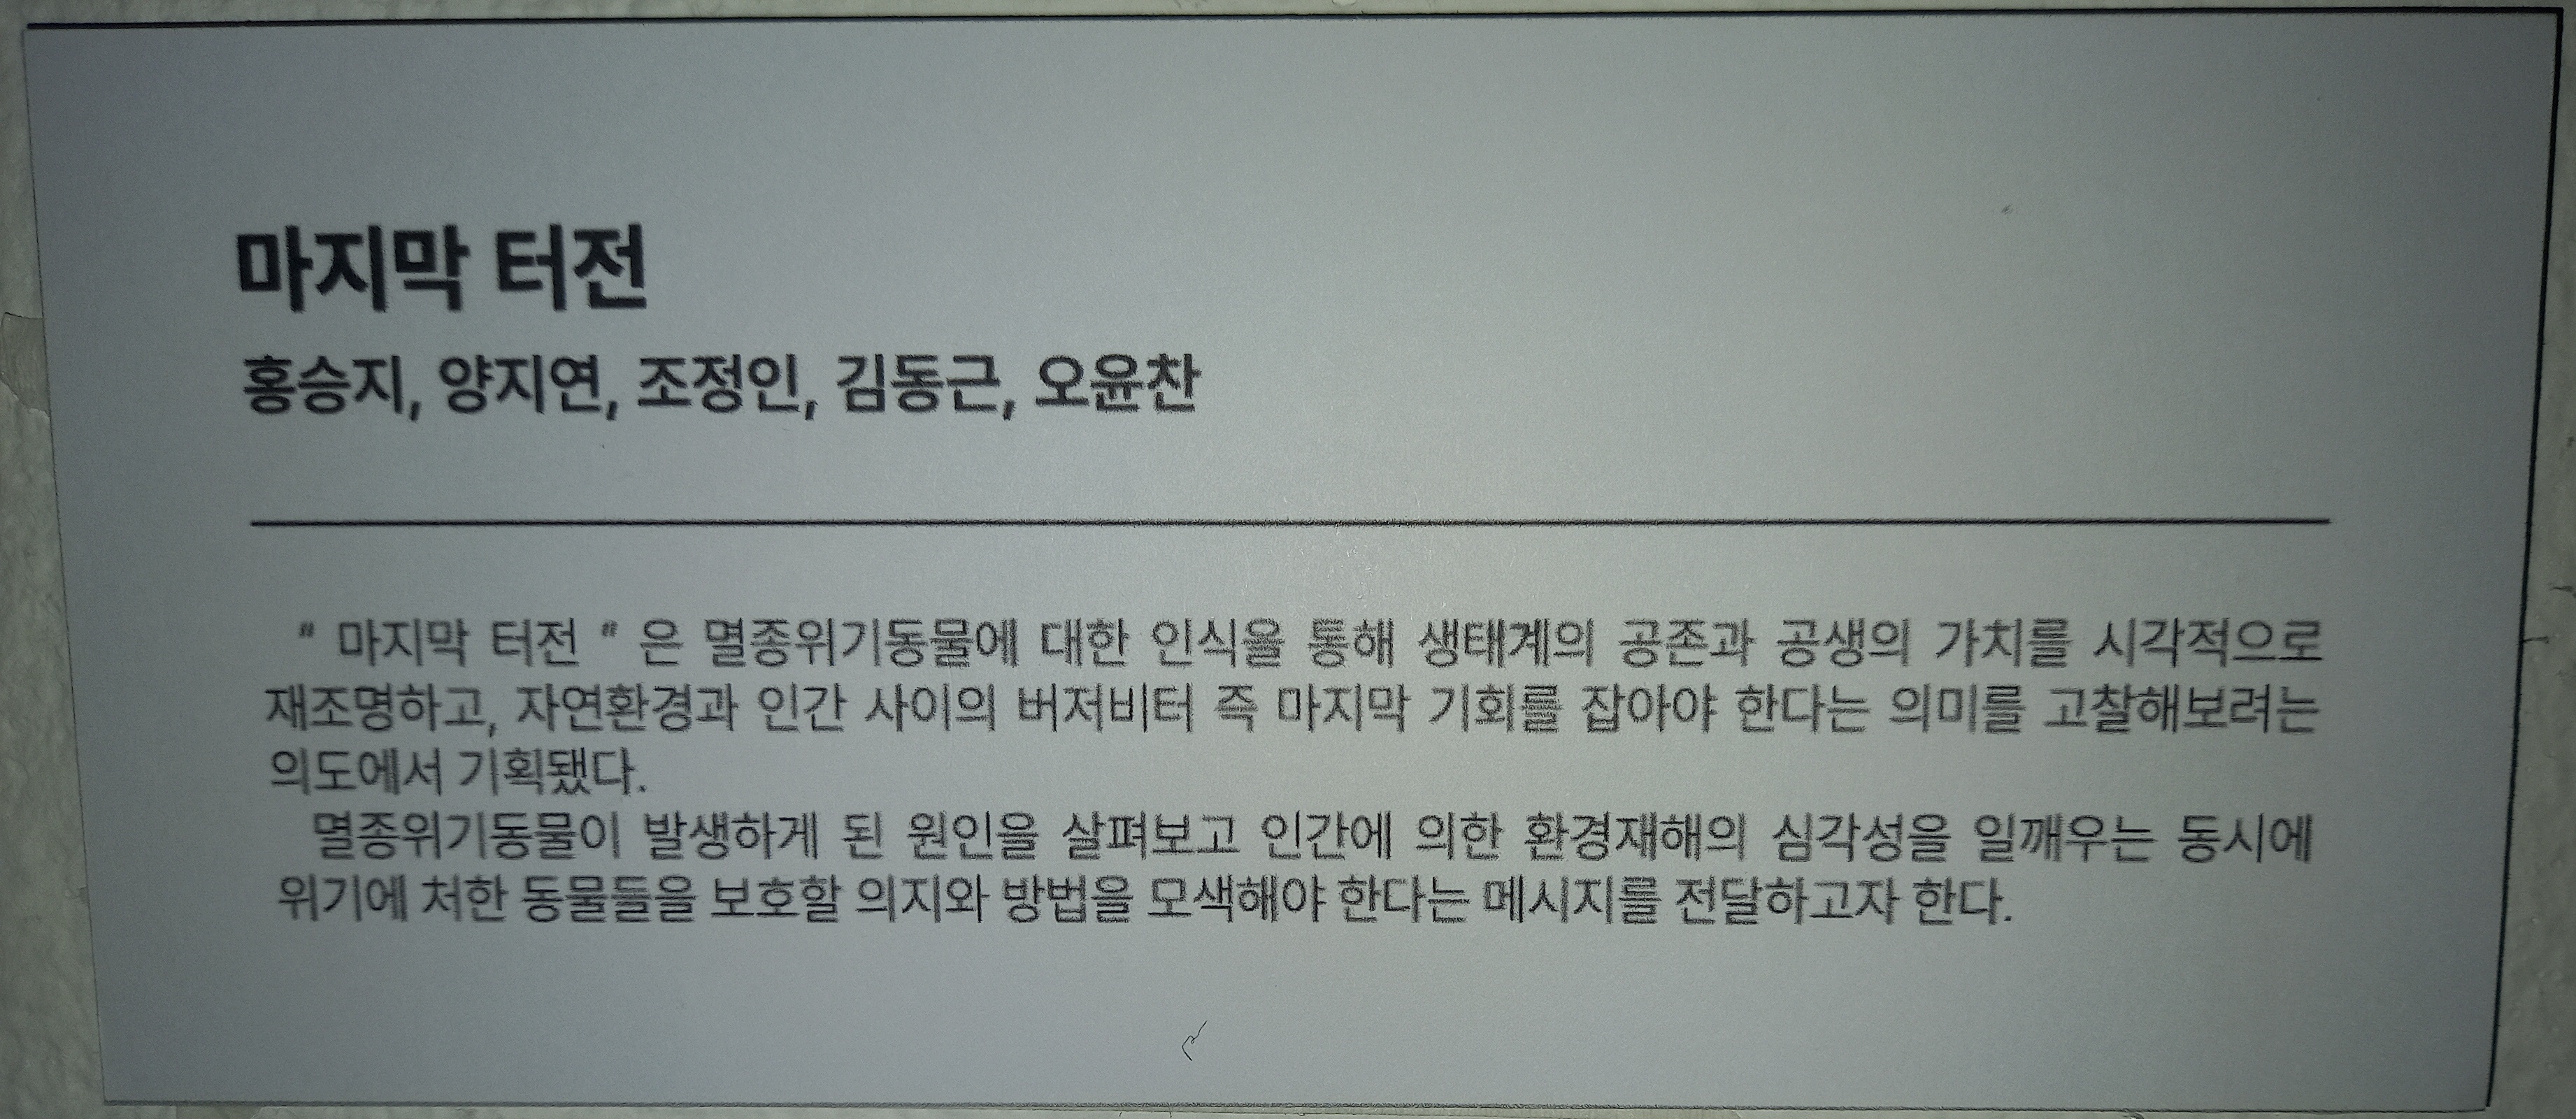 마지막 터전
홍승지, 양지연, 조정인, 김동근, 오윤찬
" 마지막 터전 " 은 멸종위기동물에 대한 인식을 통해 생태계의 공존과 공생의 가치를 시각적으로
재조명하고, 자연환경과 인간 사이의 버저비터 즉 마지막 기회를 잡아야 한다는 의미를 고찰해보려는
의도에서 기획됐다.
멸종위기동물이 발생하게 된 원인을 살펴보고 인간에 의한 환경재해의 심각성을 일깨우는 동시에
위기에 처한 동물들을 보호할 의지와 방법을 모색해야 한다는 메시지를 전달하고자 한다.